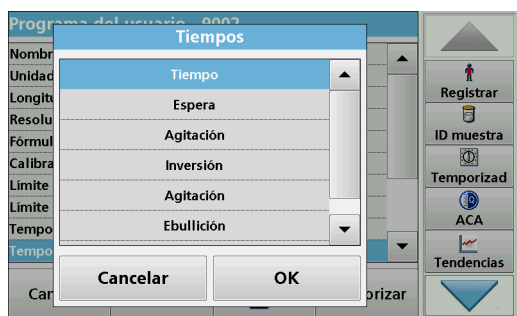 Programa del usuario 9002
Tiempos
Nombr
Unidad
Longitu
Resolu
Fórmul
Calibra
Límite
Límite
Tempo
Tempo
Tiempo
Espera
Agitación
Inversión
Agitación
Ebullición
Cancelar
OK
Can
orizar
Registrar
ID muestra
Temporizad
ACA
Tendencias